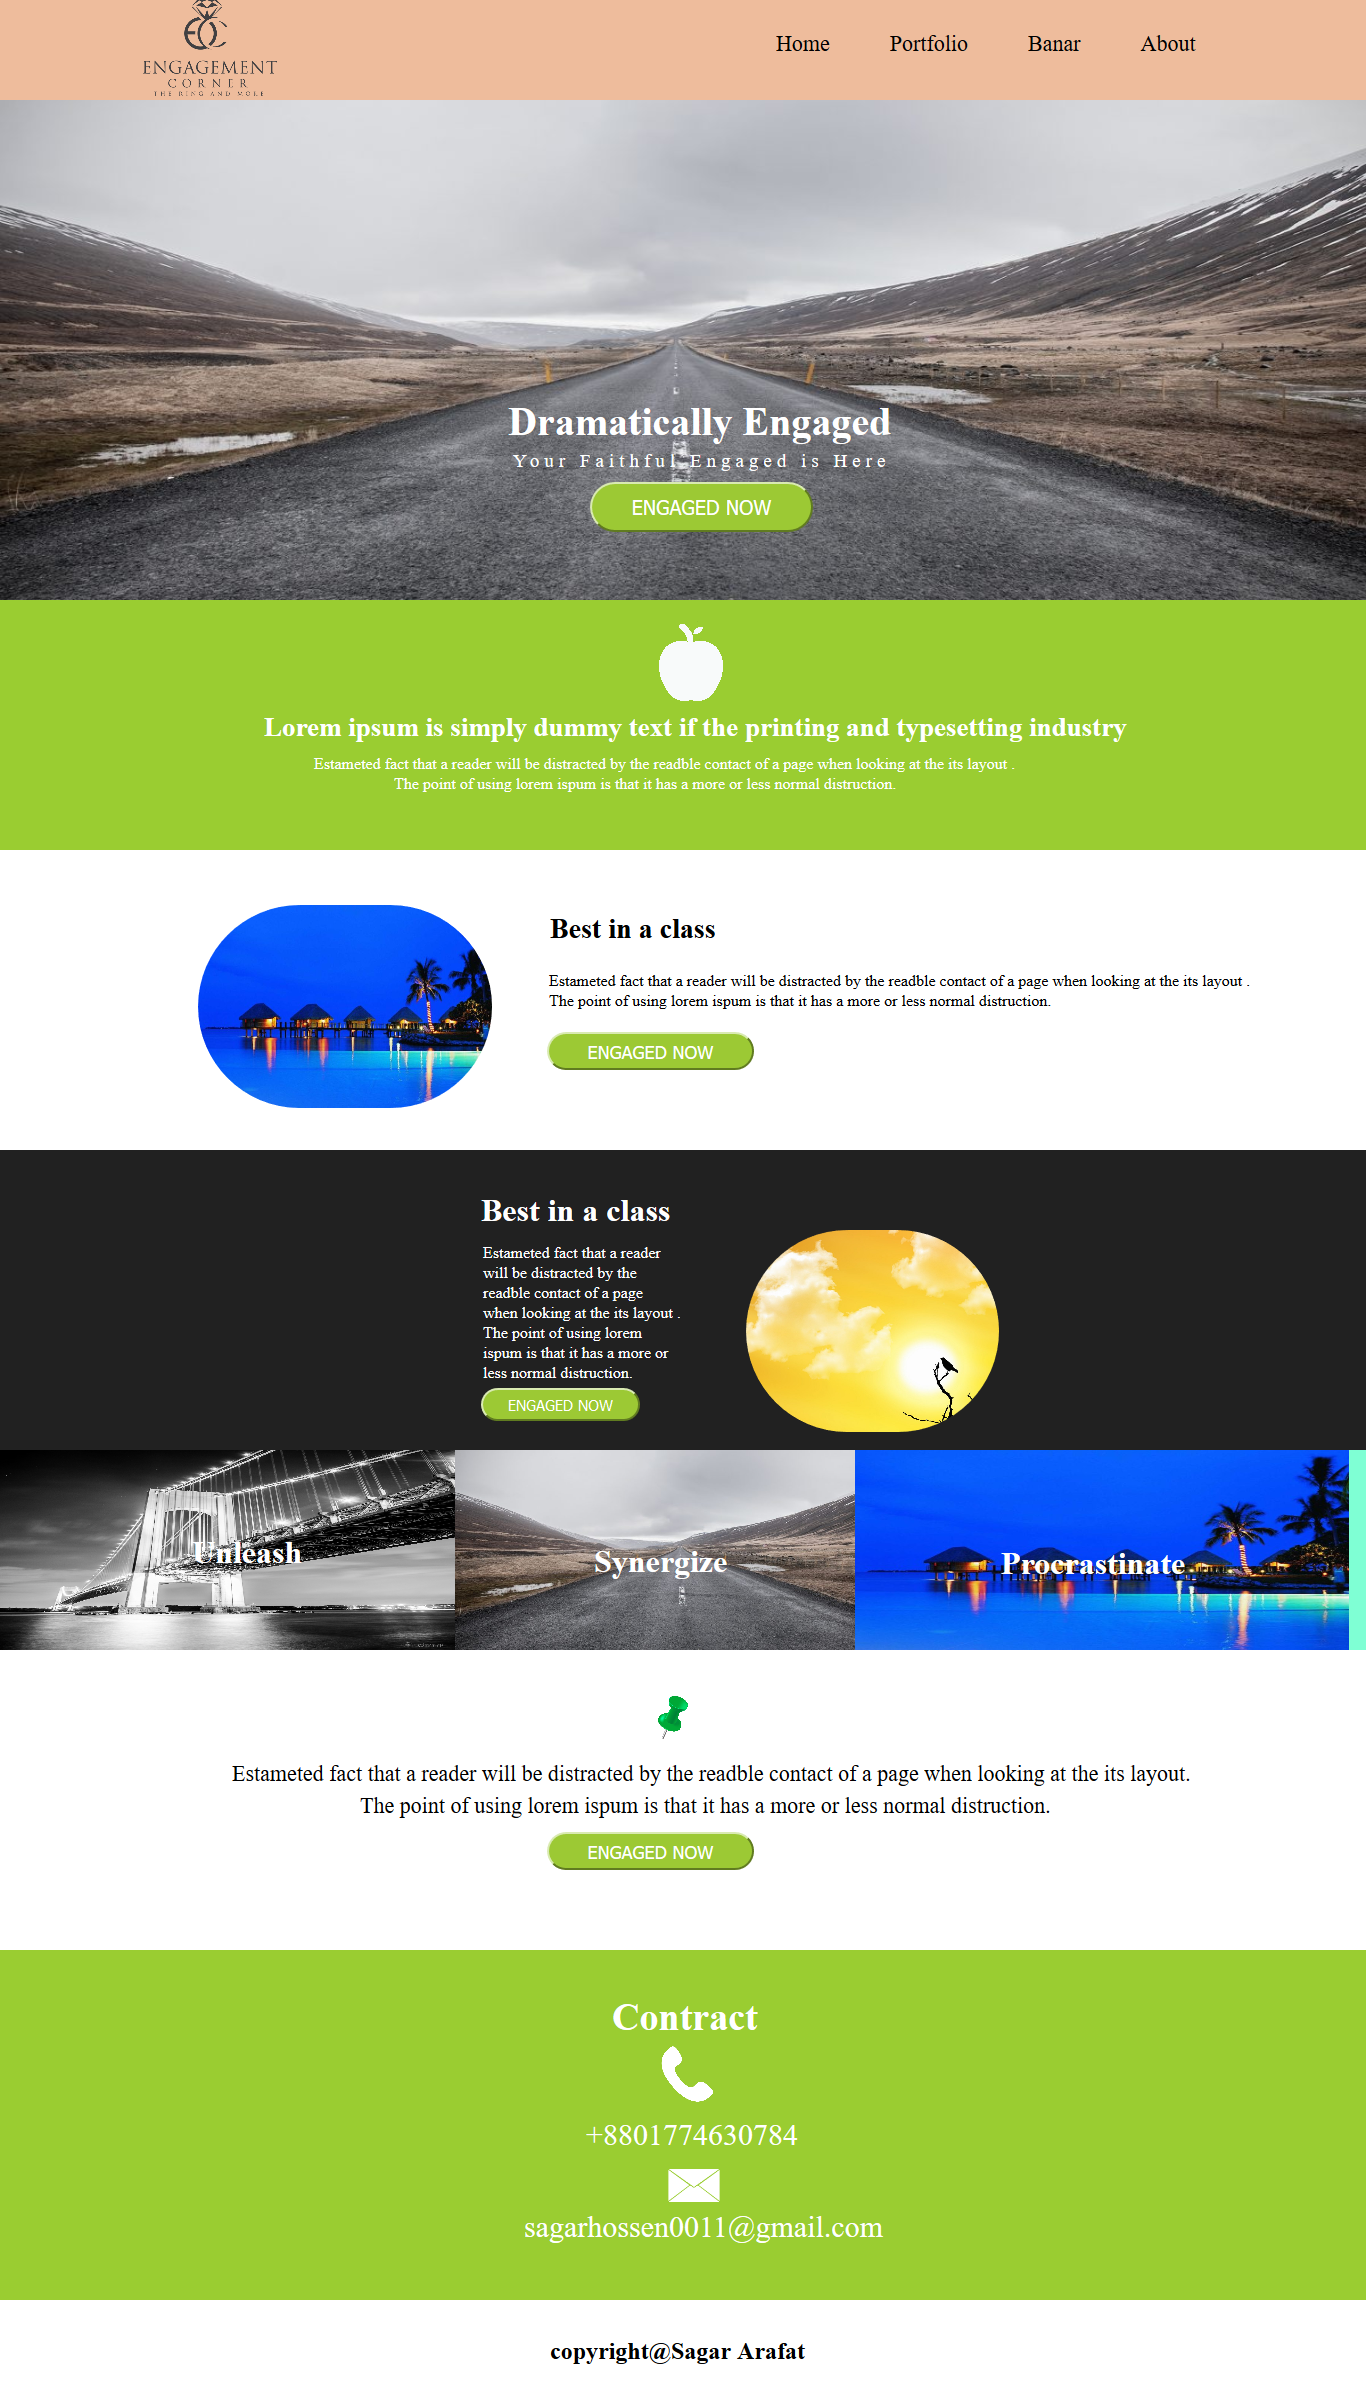 ENGAGEMENT
CORNER
THE RING AND MORE
Home Portfolio Banar About
Dramatically Engaged
Your Faithful Engaged is Here
ENGAGED NOW
Lorem ipsum is simply dummy text if the printing and typesetting industry
Estameted fact that a reader will be distracted by the readble contact of a page when looking at the its layout .
The point of using lorem ispum is that it has a more or less normal distruction.
Best in a class
Estameted fact that a reader will be distracted by the readble contact of a page when looking at the its layout .
The point of using lorem ispum is that it has a more or less normal distruction.
ENGAGED NOW
Best in a class
Estameted fact that a reader
will be distracted by the
readble contact of a page
when looking at the its layout .
The point of using lorem
ispum is that it has a more or
less normal distruction.
ENGAGED NOW
Unleash
Synergize
Procrastinate
Estameted fact that a reader will be distracted by the readble contact of a page when looking at the its layout.
The point of using lorem ispum is that it has a more or less normal distruction.
ENGAGED NOW
Contract
+8801774630784
sagarhossen0011@gmail.com
copyright@Sagar Arafat